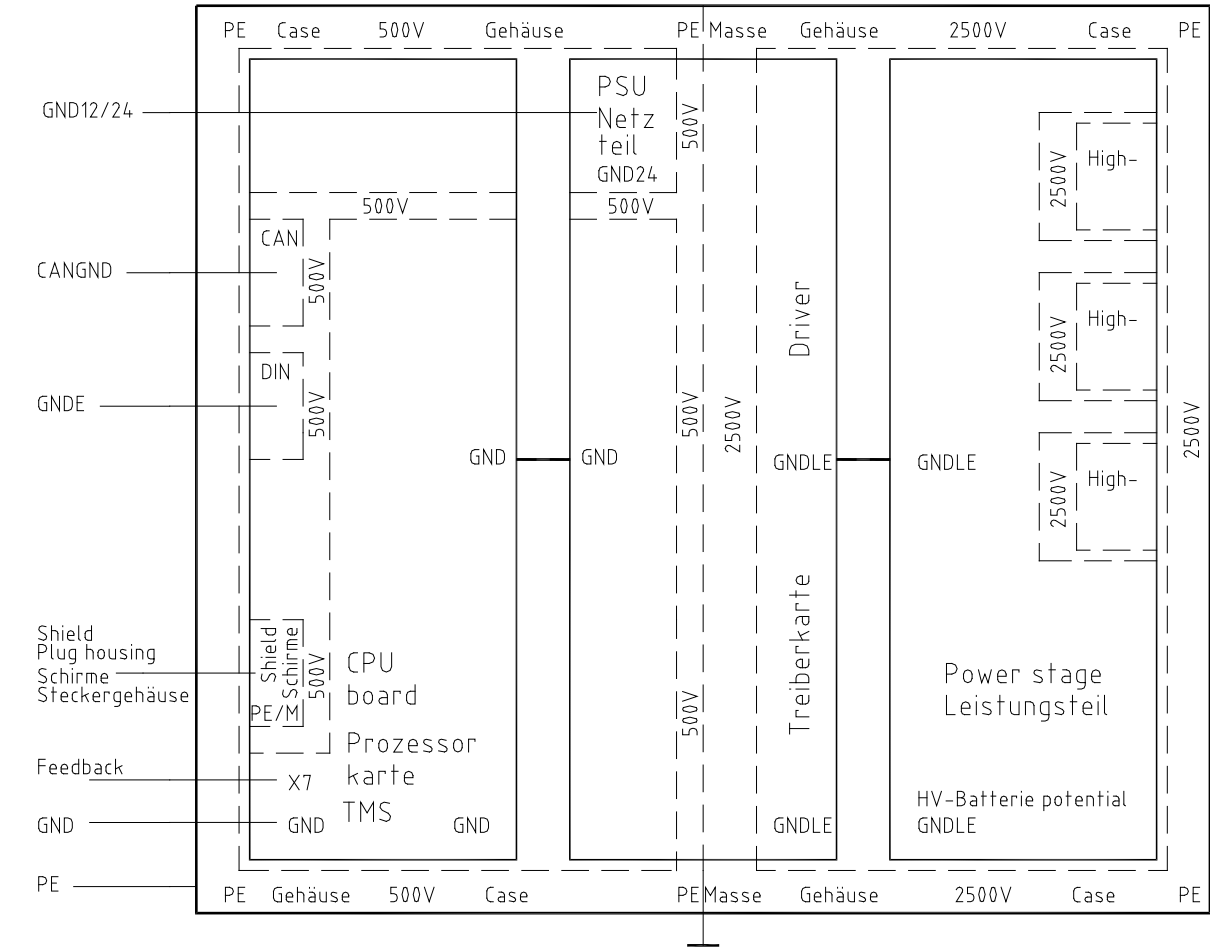 PE Case 500V Gehäuse PE Masse Gehäuse 2500V Case PE
GND12/24
PSU
Netz
teil
GND24
500V
500V
500V
CAN
500V
CANGND
DIN
500V
GNDE
GND
GND
500V
2500V
Driver
Treiberkarte
GNDLE
GNDLE
2500V
High-
2500V
High-
2500V
High-
2500V
Shield
Plug housing
Schirme
Steckergehäuse
Shield
Schirme
PE/M
500V
CPU
board
Prozessor
karte
TMS
500V
Power stage
Leistungsteil
Feedback
X7
GND
GND
GND
GNDLE
HV-Batterie potential
GNDLE
PE
PE Gehäuse 500V Case PE Masse Gehäuse 2500V Case PE